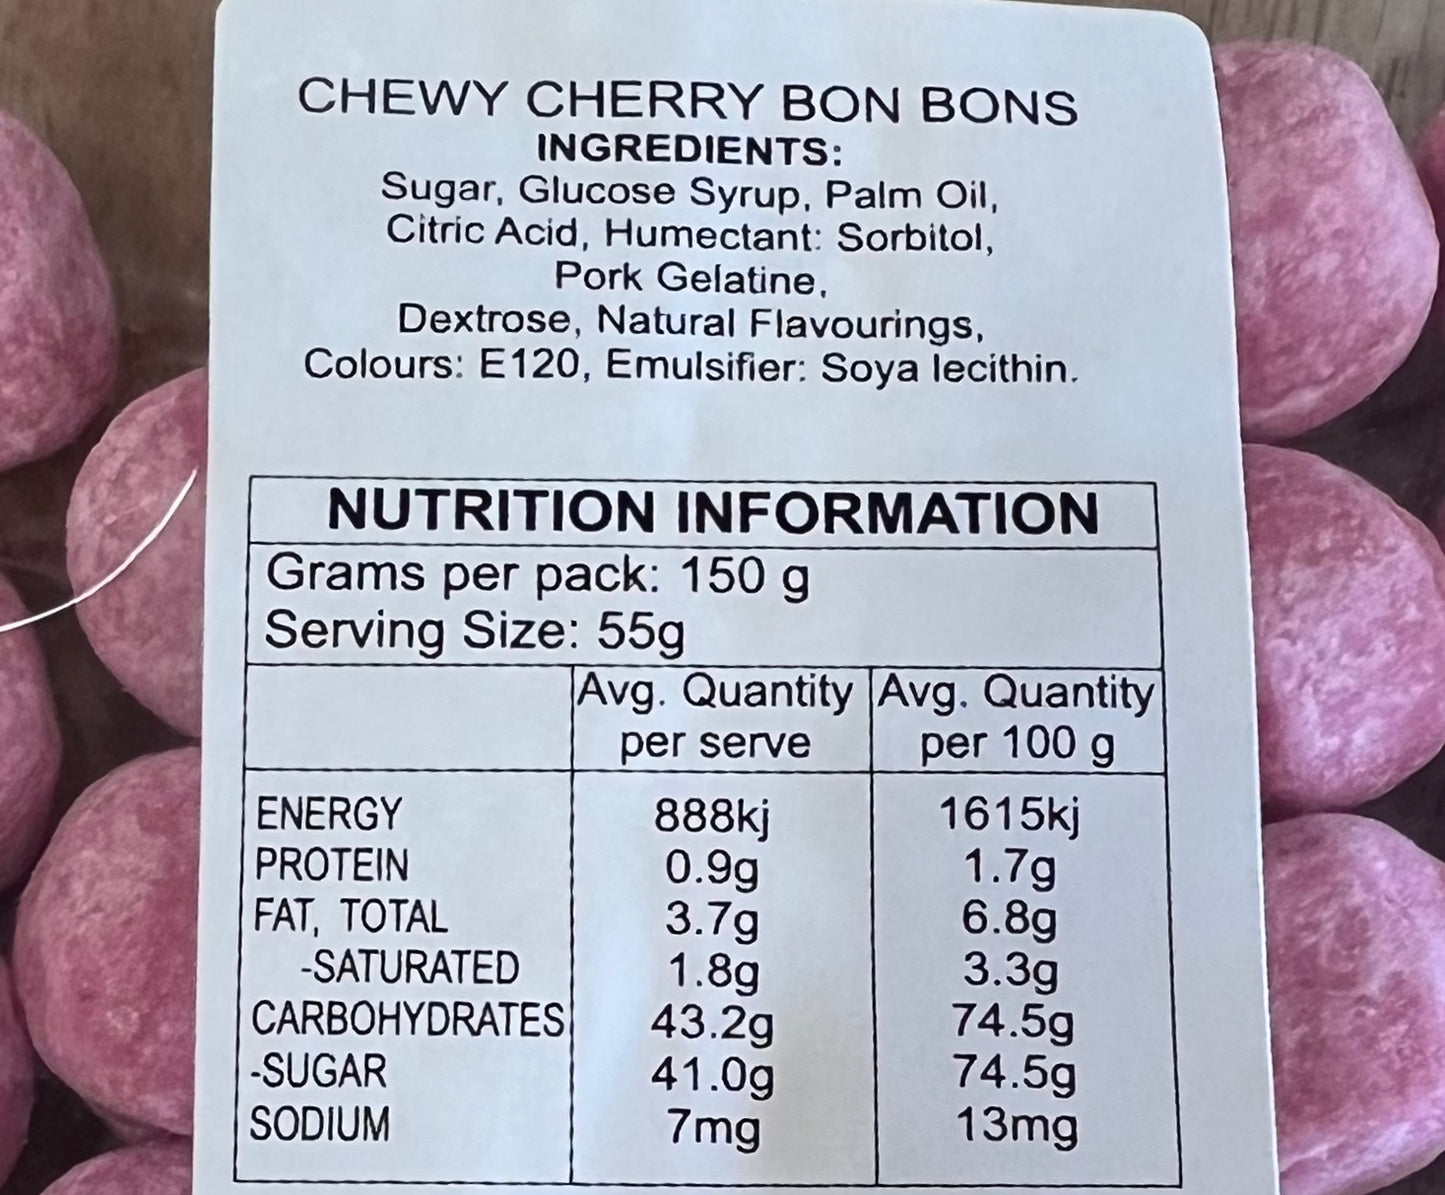 CHEWY CHERRY BON BONS
INGREDIENTS:
Sugar, Glucose Syrup, Palm Oil,
Citric Acid, Humectant: Sorbitol,
Pork Gelatine,
Dextrose, Natural Flavourings,
Colours: E120, Emulsifier: Soya lecithin.
NUTRITION INFORMATION
Grams per pack: 150 g
Serving Size: 55g
Avg. Quantity per serve Avg. Quantity per 100 g
ENERGY 888kj 1615kj
PROTEIN 0.9g 1.7g
FAT, TOTAL 3.7g 6.8g
-SATURATED 1.8g 3.3g
CARBOHYDRATES 43.2g 74.5g
-SUGAR 41.0g 74.5g
SODIUM 7mg 13mg